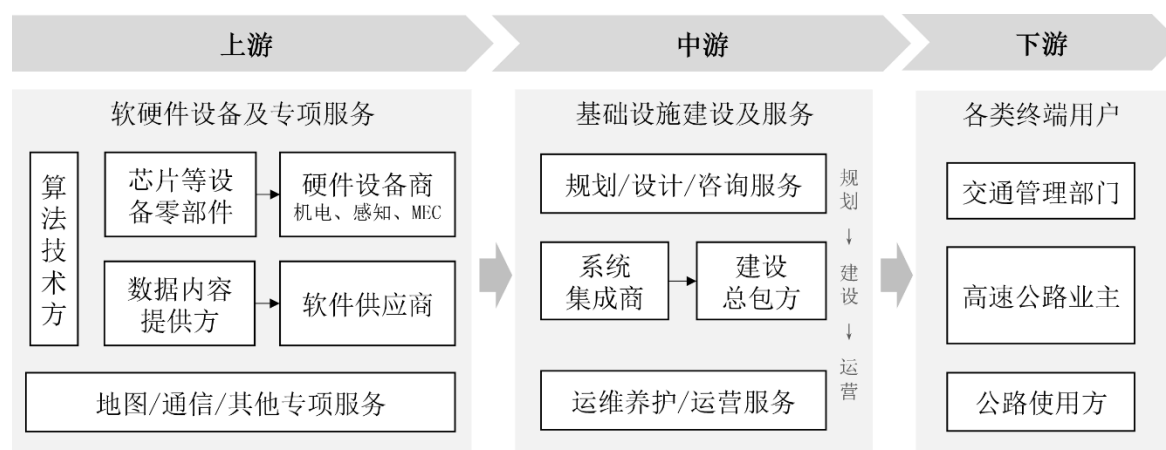 上游
中游
下游
软硬件设备及专项服务
算
法
技
术
方
芯片等设
备零部件
硬件设备商
机电、感知、MEC
数据内容
提供方
软件供应商
地图/通信/其他专项服务
基础设施建设及服务
规划/设计/咨询服务
系统
集成商
建设
总包方
运维养护/运营服务
规
划
↓
建
设
↓
运
营
各类终端用户
交通管理部门
高速公路业主
公路使用方